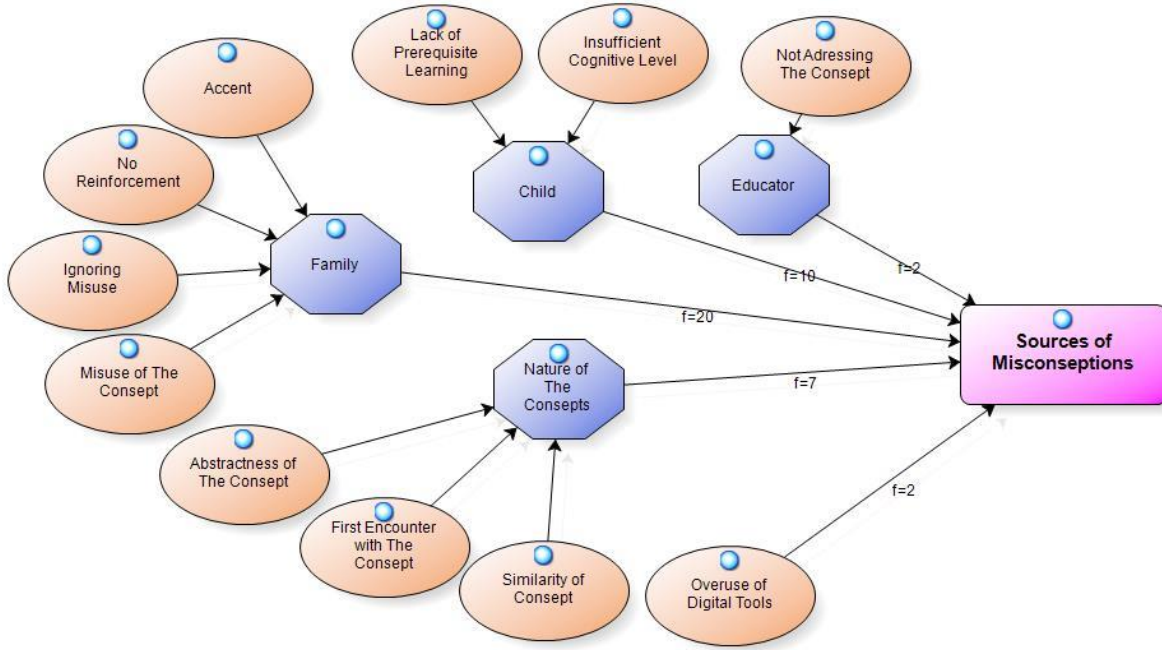 Lack of
Prerequisite
Learning
Insufficient
Cognitive Level
Not Adressing
The Consept
Accent
No
Reinforcement
Child
Educator
Ignoring
Misuse
Family
f=10
f=2
f=20
Sources of
Misconseptions
Misuse of The
Consept
Nature of
The
Consepts
f=7
Abstractness of
The Consept
f=2
First Encounter
with The
Consept
Similarity of
Consept
Overuse of
Digital Tools